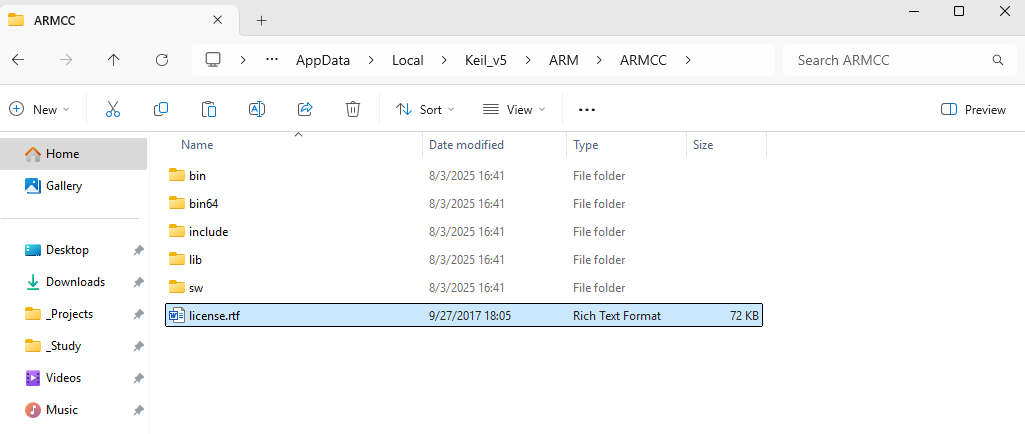 ARMCC
... AppData > Local > Keil_v5 > ARM > ARMCC >
Search ARMCC
New
Sort
View
...
Preview
Home
Gallery
Desktop
Downloads
_Projects
_Study
Videos
Music
Name Date modified Type Size
bin 8/3/2025 16:41 File folder
bin64 8/3/2025 16:41 File folder
include 8/3/2025 16:41 File folder
lib 8/3/2025 16:41 File folder
sw 8/3/2025 16:41 File folder
license.rtf 9/27/2017 18:05 Rich Text Format 72 KB